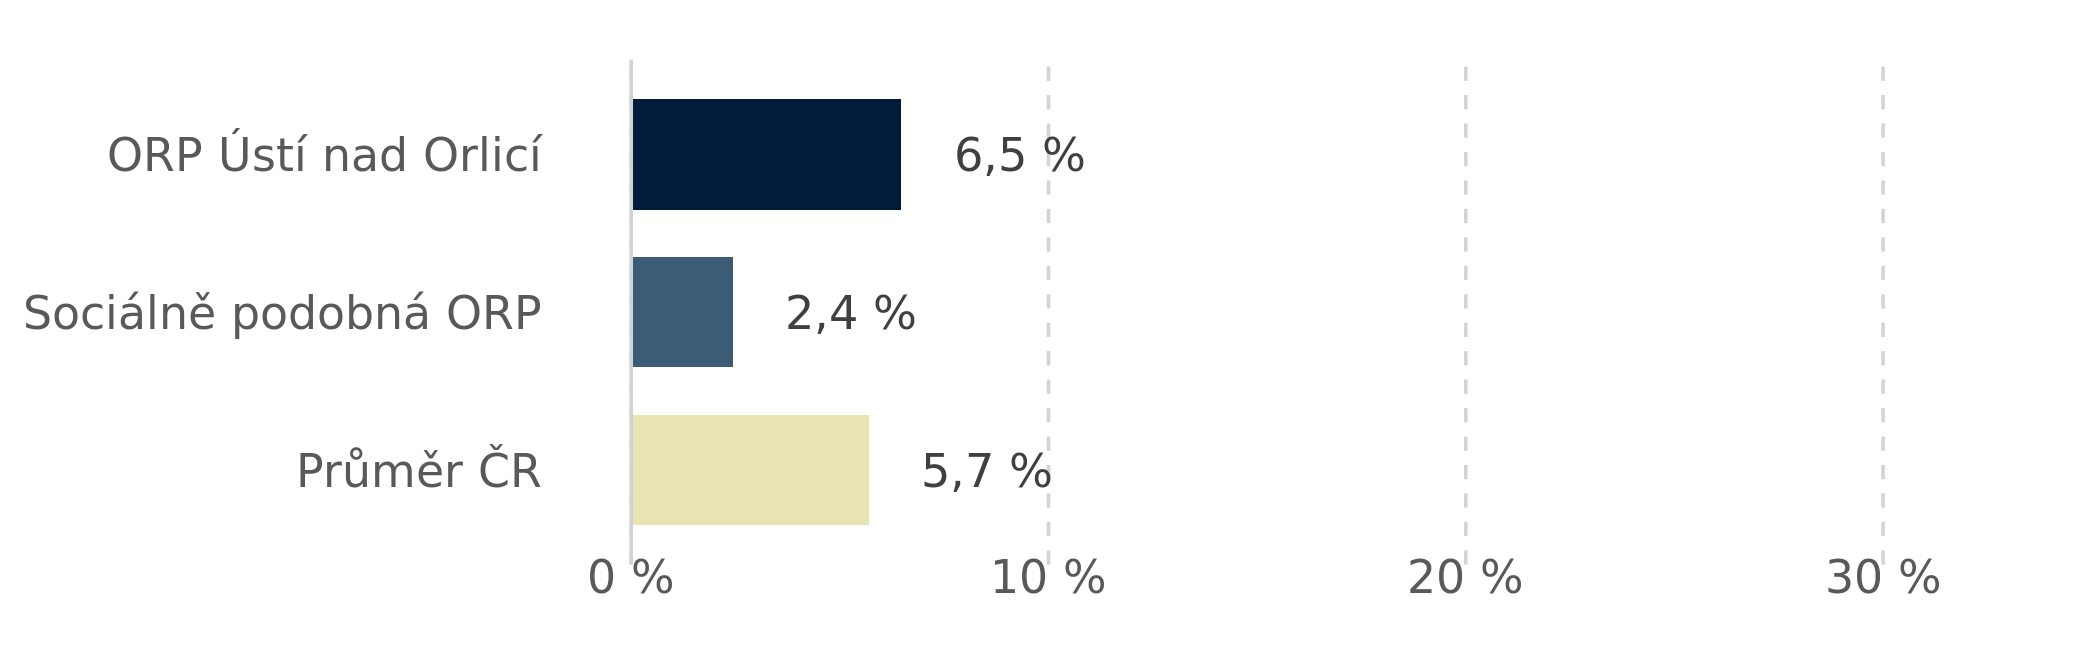 ORP Ústí nad Orlicí
6,5 %
Sociálně podobná ORP
2,4 %
Průměr ČR
5,7 %
0 % 10 % 20 % 30 %